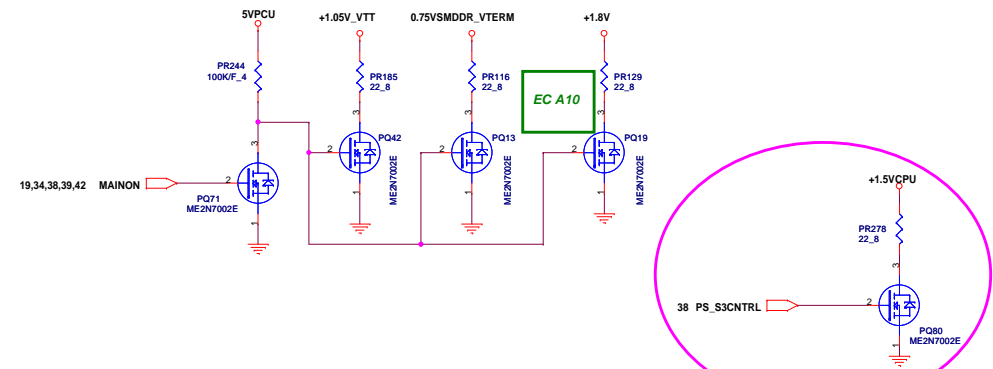 5VPCU
+1.05V_VTT
0.75VSMDDR_VTERM
+1.8V
PR244
100K/F_4
PR185
22_8
PR116
22_8
EC A10
PR129
22_8
3
3
3
3
2
PQ42
ME2N7002E
1
2
PQ13
ME2N7002E
1
2
PQ19
ME2N7002E
1
19,34,38,39,42 MAINON
2
PQ71
ME2N7002E
1
+1.5VCPU
PR278
22_8
3
38 PS_S3CNTRL
2
PQ80
ME2N7002E
1